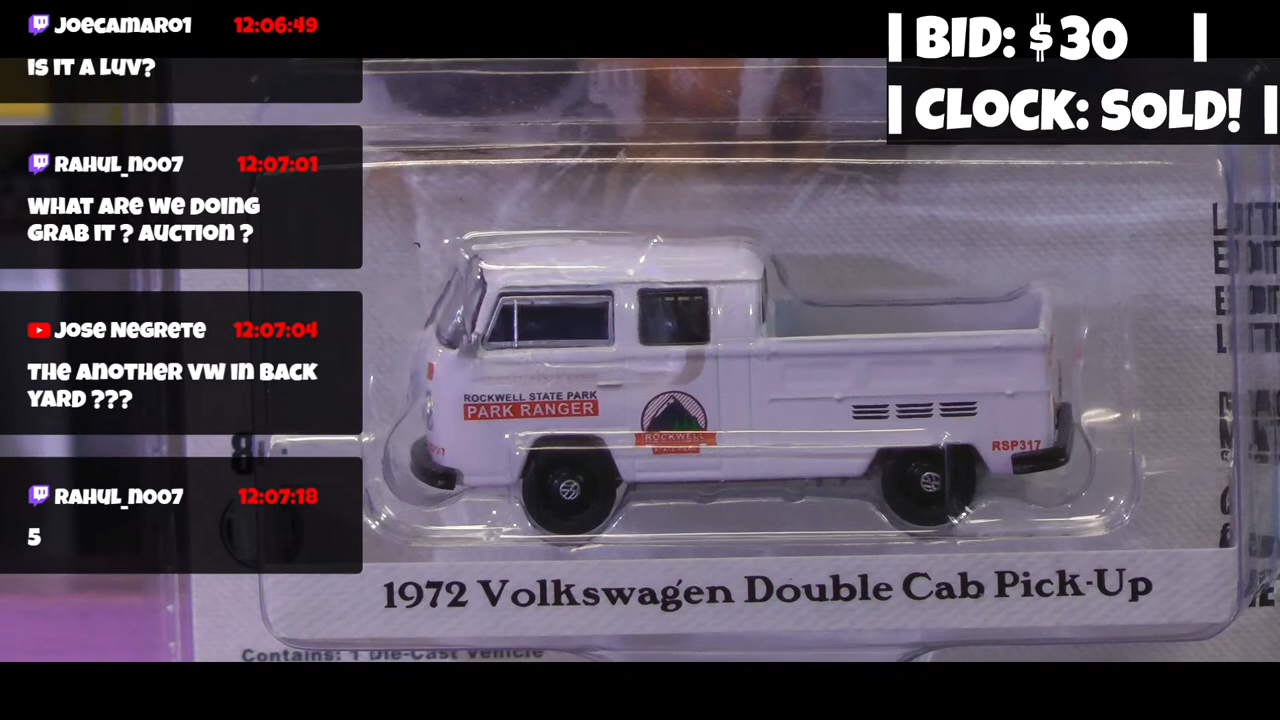 Joecamaro1 12:06:49
IS IT A LUV?
Rahul_n007 12:07:01
WHAT ARE WE DOING
GRAB IT ? AUCTION ?
Jose Negrete 12:07:04
THE ANOTHER VW IN BACK
YARD ???
Rahul_n007 12:07:18
5
| BID: $30 |
| CLOCK: SOLD! |
ROCKWELL STATE PARK
PARK RANGER
ROCKWELL
STATE PARK
RSP317
1972 Volkswagen Double Cab Pick-Up
Contains: 1 Die-Cast Vehicle